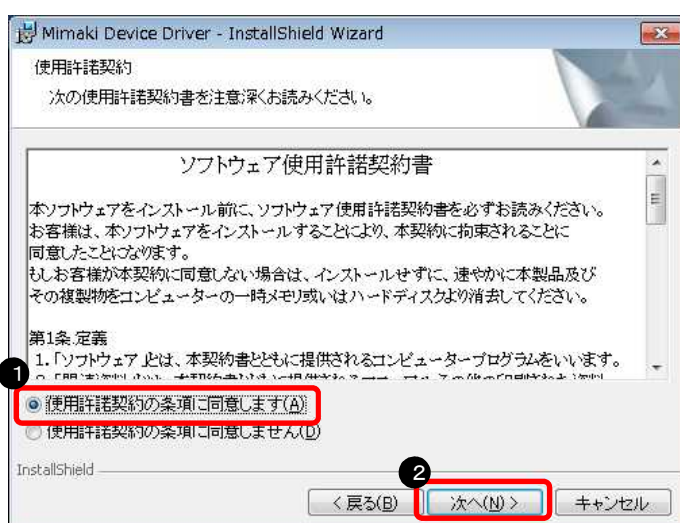 Mimaki Device Driver - InstallShield Wizard
使用許諾契約
次の使用許諾契約書を注意深くお読みください。
ソフトウェア使用許諾契約書
本ソフトウェアをインストール前に、ソフトウェア使用許諾契約書を必ずお読みください。
お客様は、本ソフトウェアをインストールすることにより、本契約に拘束されることに
同意したことになります。
もしお客様が本契約に同意しない場合は、インストールせずに、速やかに本製品及び
その複製物をコンピューターの一時メモリ或いはハードディスクより消去してください。
第1条.定義
1.「ソフトウェア」とは、本契約書とともに提供されるコンピュータープログラムをいいます。
1
使用許諾契約の条項に同意します(A)
使用許諾契約の条項に同意しません(D)
InstallShield
2
< 戻る(B)
次へ(N) >
キャンセル